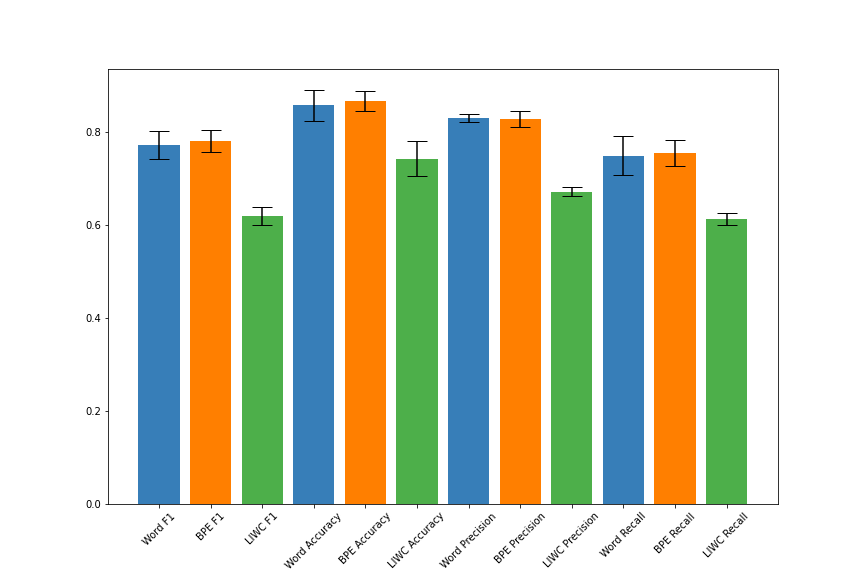 0.8
0.6
0.4
0.2
0.0
Word F1
BPE F1
LIWC F1
Word Accuracy
BPE Accuracy
LIWC Accuracy
Word Precision
BPE Precision
LIWC Precision
Word Recall
BPE Recall
LIWC Recall